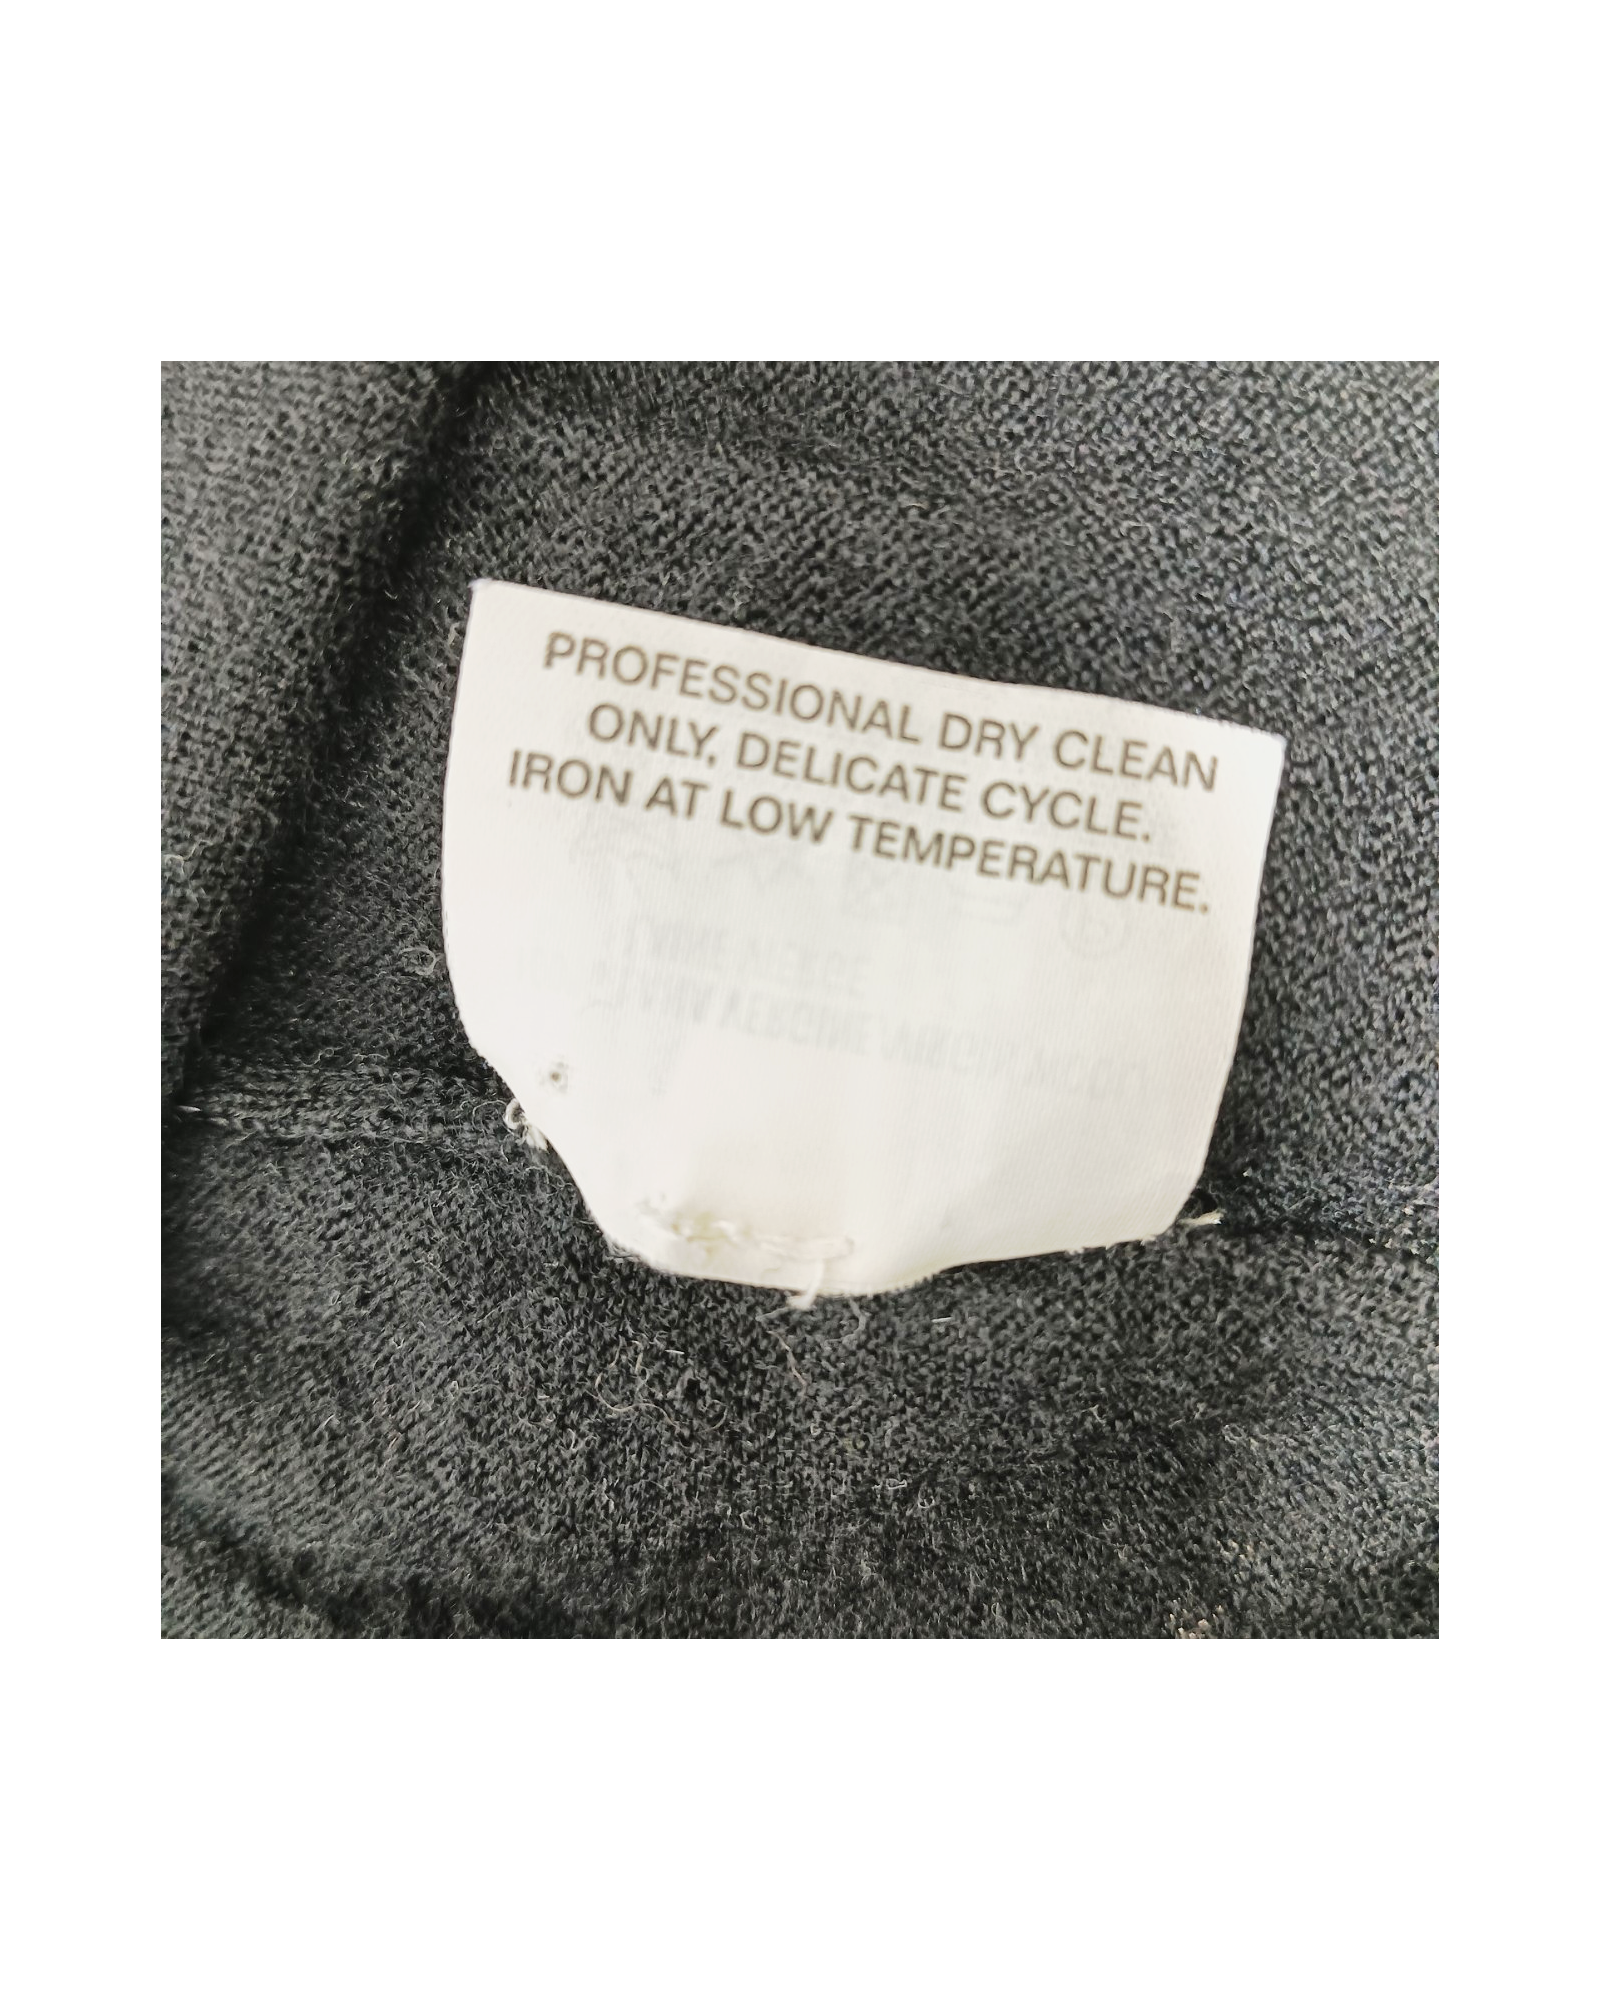 PROFESSIONAL DRY CLEAN
ONLY, DELICATE CYCLE.
IRON AT LOW TEMPERATURE.